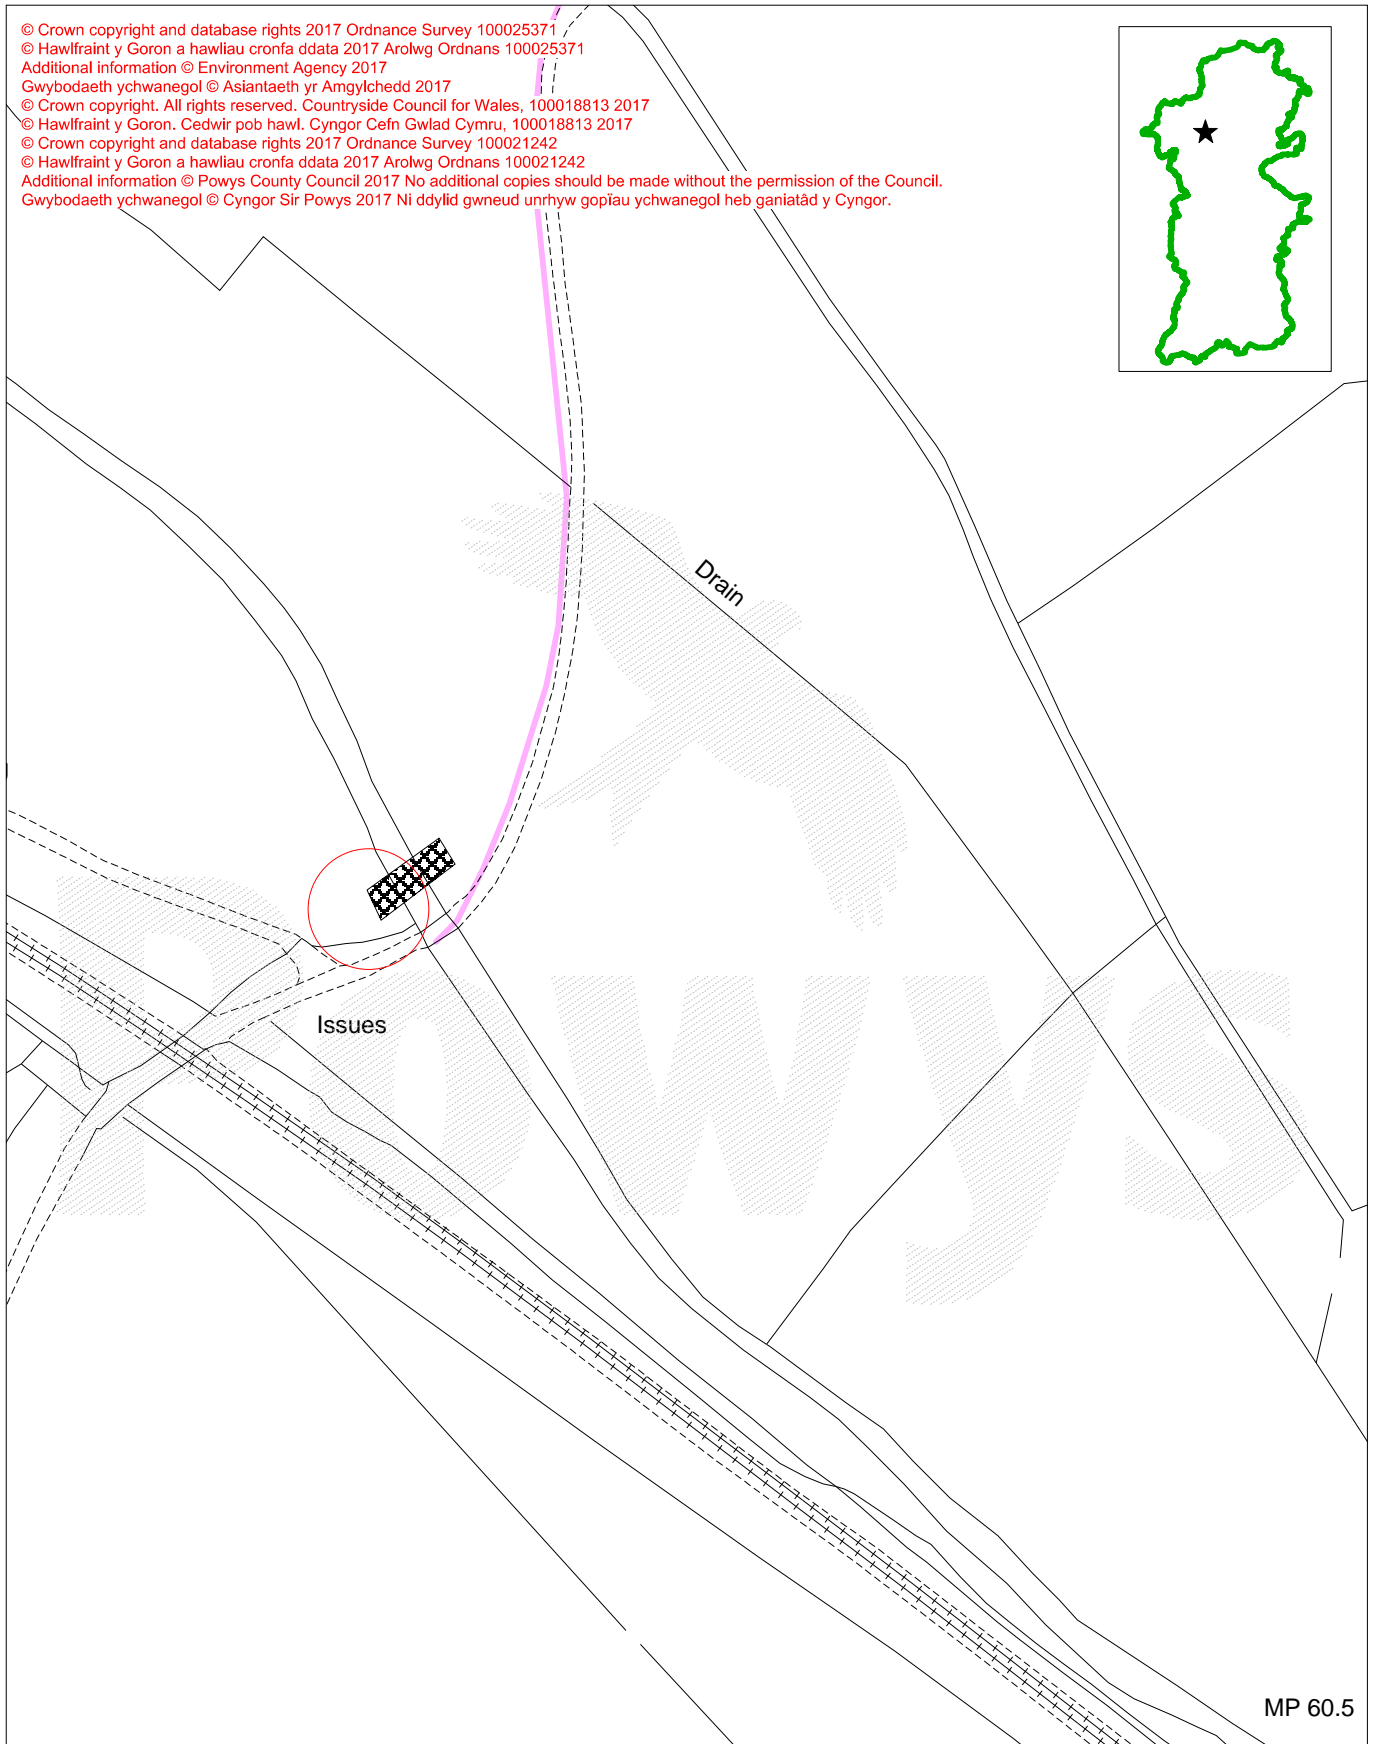 © Crown copyright and database rights 2017 Ordnance Survey 100025371
© Hawlfraint y Goron a hawliau cronfa ddata 2017 Arolwg Ordnans 100025371
Additional information © Environment Agency 2017
Gwybodaeth ychwanegol © Asiantaeth yr Amgylchedd 2017
© Crown copyright. All rights reserved. Countryside Council for Wales, 100018813 2017
© Hawlfraint y Goron. Cedwir pob hawl. Cyngor Cefn Gwlad Cymru, 100018813 2017
© Crown copyright and database rights 2017 Ordnance Survey 100021242
© Hawlfraint y Goron a hawliau cronfa ddata 2017 Arolwg Ordnans 100021242
Additional information © Powys County Council 2017 No additional copies should be made without the permission of the Council.
Gwybodaeth ychwanegol © Cyngor Sir Powys 2017 Ni ddylid gwneud unrhyw gopïau ychwanegol heb ganiatâd y Cyngor.
Drain
Powys
Issues
MP 60.5